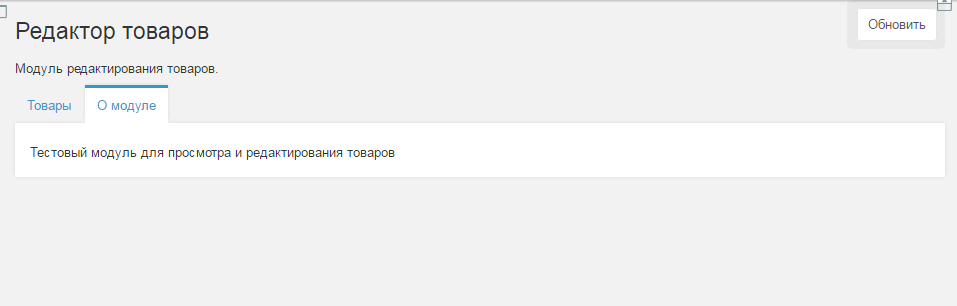 Редактор товаров
Обновить
Модуль редактирования товаров.
Товары
О модуле
Тестовый модуль для просмотра и редактирования товаров